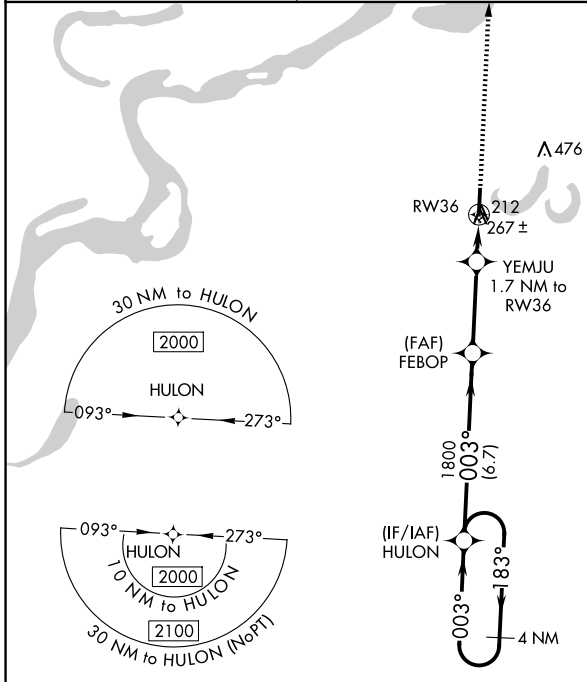 476
RW36
212
267 ±
YEMJU
1.7 NM to
RW36
30 NM to HULON
2000
HULON
093°
273°
(FAF)
FEBOP
1800
003°
(6.7)
093°
273°
HULON
2000
10 NM to HULON
2100
30 NM to HULON (NoPT)
(IF/IAF)
HULON
003°
183°
4 NM